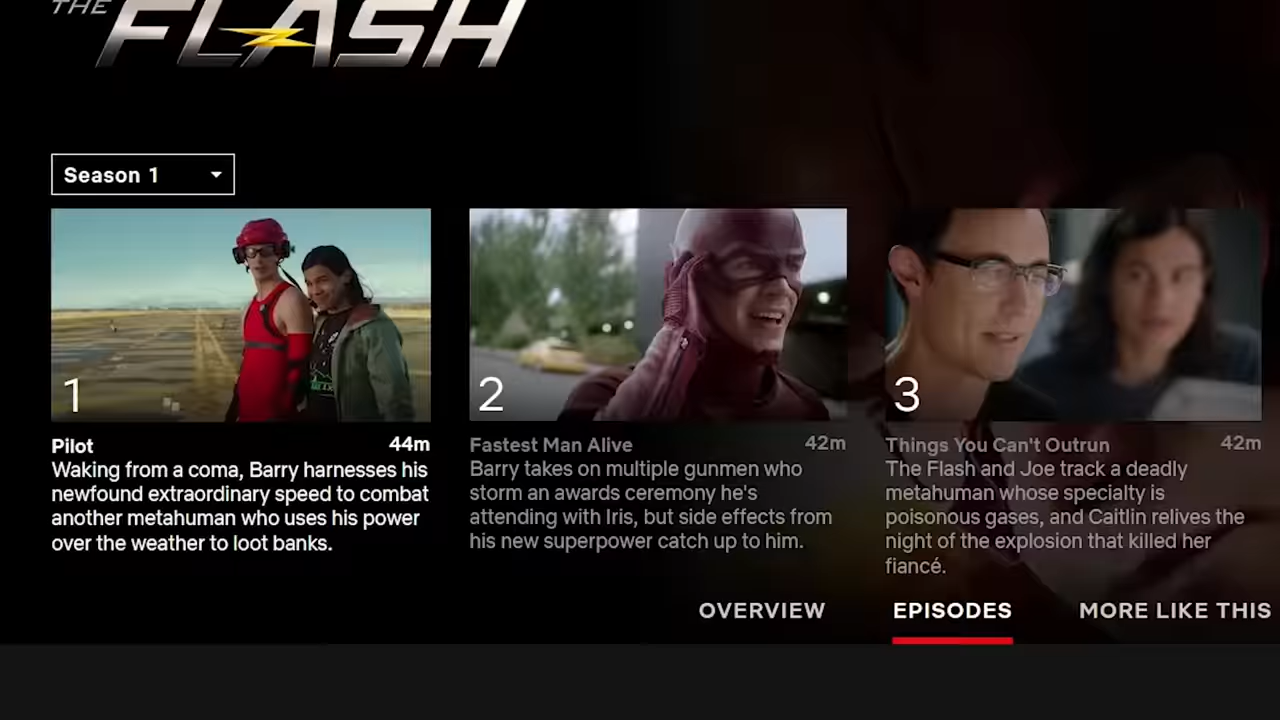 THE
FLASH
Season 1
1
2
3
Pilot 44m
Waking from a coma, Barry harnesses his
newfound extraordinary speed to combat
another metahuman who uses his power
over the weather to loot banks.
Fastest Man Alive 42m
Barry takes on multiple gunmen who
storm an awards ceremony he's
attending with Iris, but side effects from
his new superpower catch up to him.
Things You Can't Outrun 42m
The Flash and Joe track a deadly
metahuman whose specialty is
poisonous gases, and Caitlin relives the
night of the explosion that killed her
fiancé.
OVERVIEW EPISODES MORE LIKE THIS